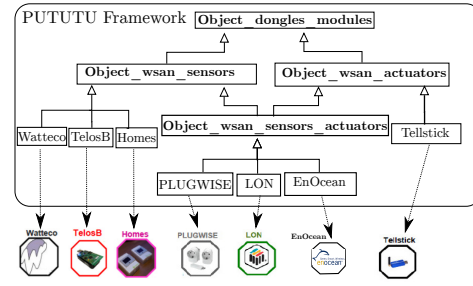 PUTUTU Framework
Object_dongles_modules
Object_wsan_sensors
Object_wsan_actuators
Object_wsan_sensors_actuators
Watteco
TelosB
Homes
Tellstick
PLUGWISE
LON
EnOcean
Watteco
TelosB
Homes
PLUGWISE
LON
EnOcean
Tellstick
enocean